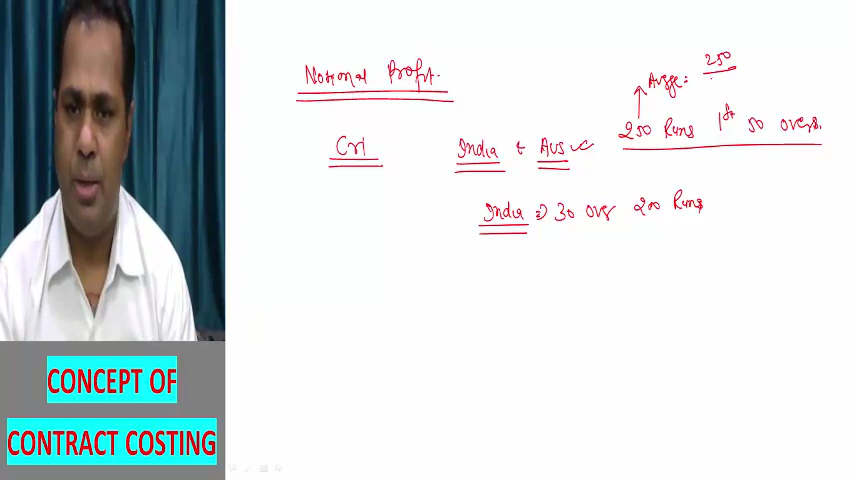 Notional Profit.
250
Avge =
250 Runs 1st 50 overs.
Cri
India & Aus ✓
India => 30 Over 200 Runs
CONCEPT OF
CONTRACT COSTING